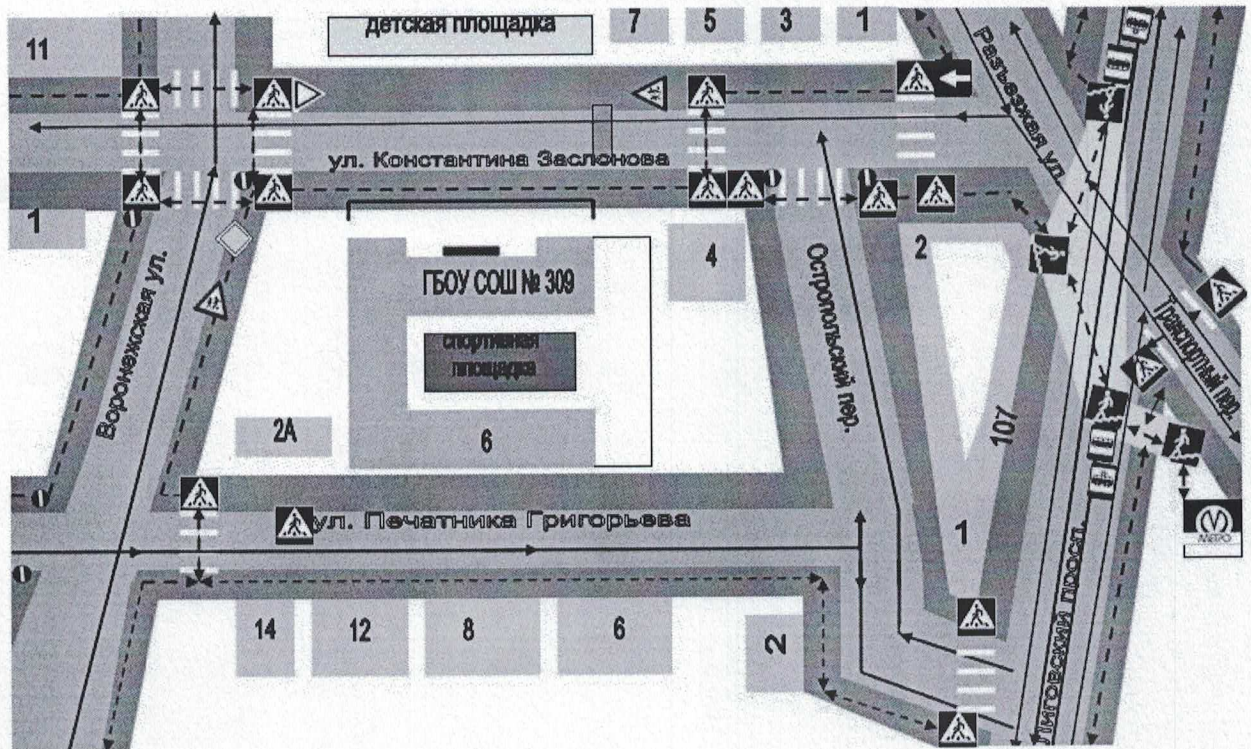 детская площадка
7
5
3
1
11
Разъезжая ул.
ул. Константина Заслонова
1
4
2
ГБОУ СОШ № 309
спортивная
площадка
Воронежская ул.
Остропольский пер.
Транспортный пер.
2А
6
107
ул. Печатника Григорьева
1
МЕТРО
14
12
8
6
2
Лиговский просп.